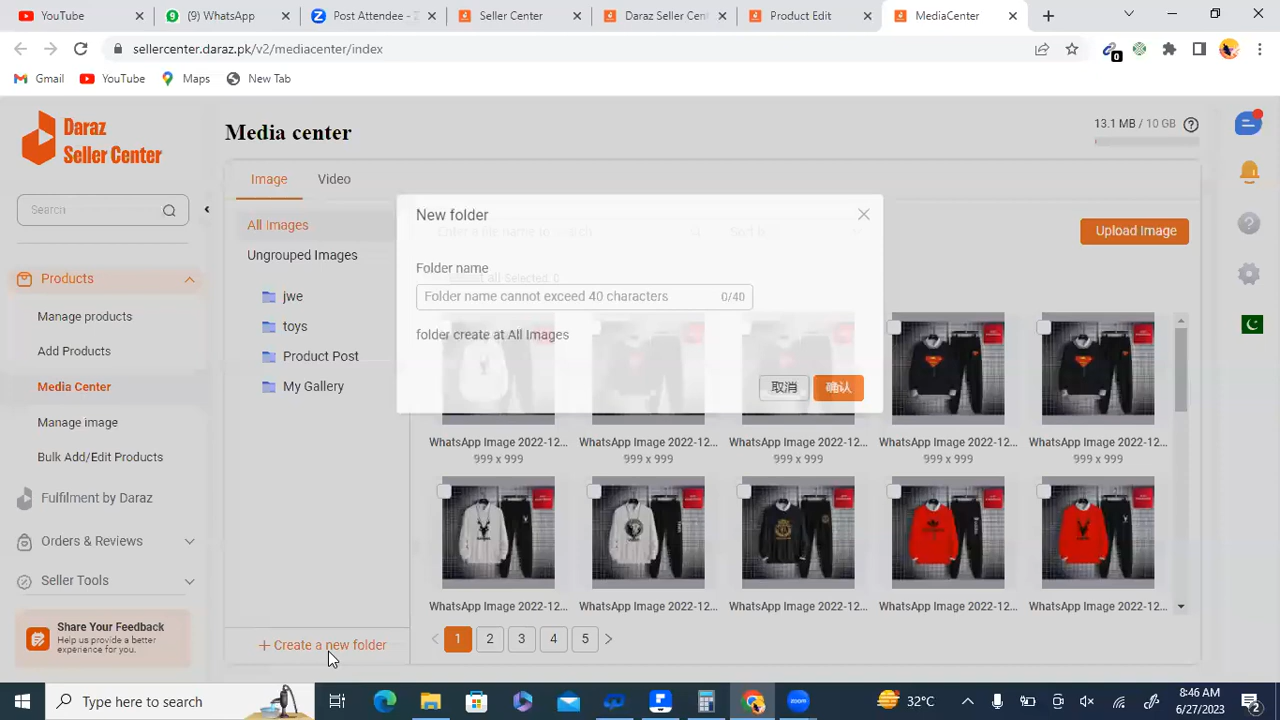 YouTube
(9) WhatsApp
Post Attendee - Z
Seller Center
Daraz Seller Cent
Product Edit
MediaCenter
sellercenter.daraz.pk/v2/mediacenter/index
0
Gmail
YouTube
Maps
New Tab
Daraz
Seller Center
Media center
13.1 MB / 10 GB
Image
Video
Search
All Images
Ungrouped Images
jwe
toys
Product Post
My Gallery
Create a new folder
Upload Image
New folder
Folder name
Folder name cannot exceed 40 characters
0/40
folder create at All Images
取消
确认
Products
Manage products
Add Products
Media Center
Manage image
Bulk Add/Edit Products
Fulfilment by Daraz
Orders & Reviews
Seller Tools
Share Your Feedback
Help us provide a better
experience for you.
WhatsApp Image 2022-12...
WhatsApp Image 2022-12...
WhatsApp Image 2022-12...
WhatsApp Image 2022-12...
WhatsApp Image 2022-12...
999 x 999
999 x 999
999 x 999
999 x 999
999 x 999
WhatsApp Image 2022-12...
WhatsApp Image 2022-12...
WhatsApp Image 2022-12...
WhatsApp Image 2022-12...
WhatsApp Image 2022-12...
1
2
3
4
5
Type here to search
zoom
32°C
8:46 AM
6/27/2023
2